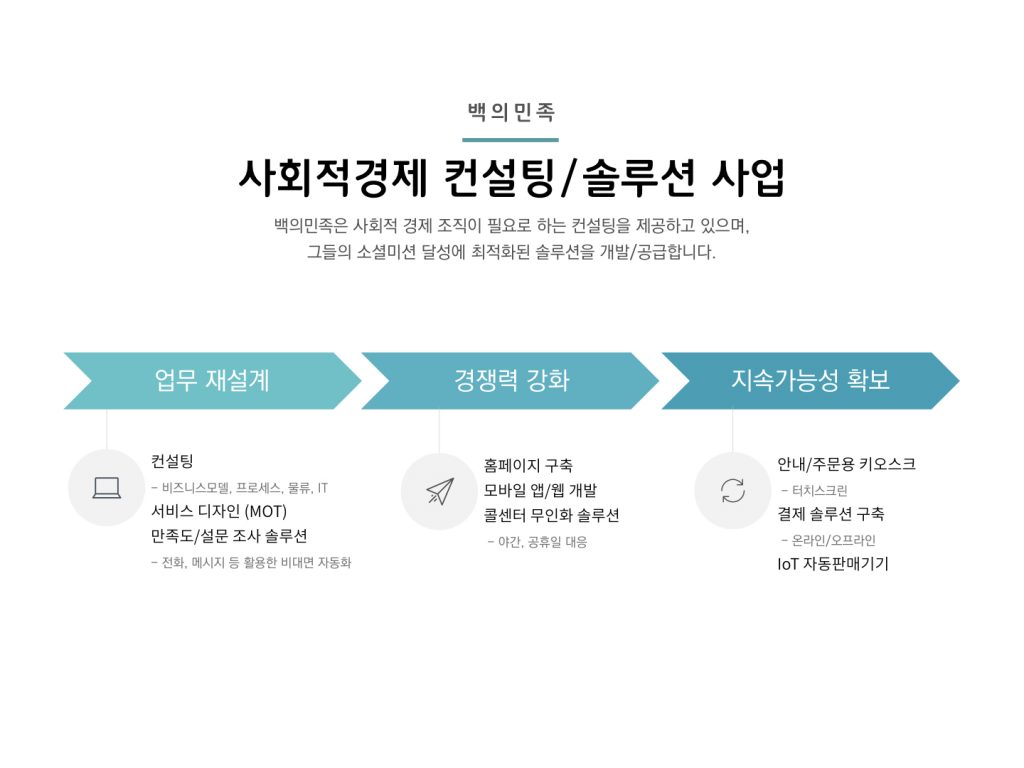 백의민족
사회적경제 컨설팅/솔루션 사업
백의민족은 사회적 경제 조직이 필요로 하는 컨설팅을 제공하고 있으며,
그들의 소셜미션 달성에 최적화된 솔루션을 개발/공급합니다.
업무 재설계
컨설팅
- 비즈니스모델, 프로세스, 물류, IT
서비스 디자인 (MOT)
만족도/설문 조사 솔루션
- 전화, 메시지 등 활용한 비대면 자동화
경쟁력 강화
홈페이지 구축
모바일 앱/웹 개발
콜센터 무인화 솔루션
- 야간, 공휴일 대응
지속가능성 확보
안내/주문용 키오스크
- 터치스크린
결제 솔루션 구축
- 온라인/오프라인
IoT 자동판매기기